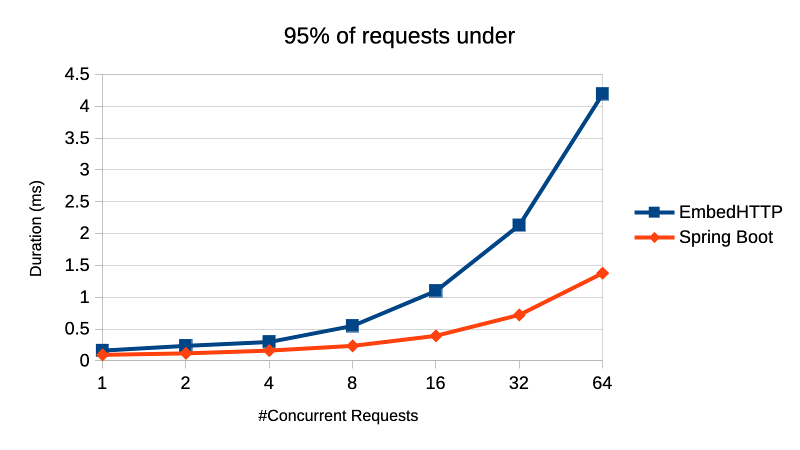 95% of requests under
4.5
4
3.5
3
2.5
2
1.5
1
0.5
0
Duration (ms)
1 2 4 8 16 32 64
#Concurrent Requests
EmbedHTTP
Spring Boot